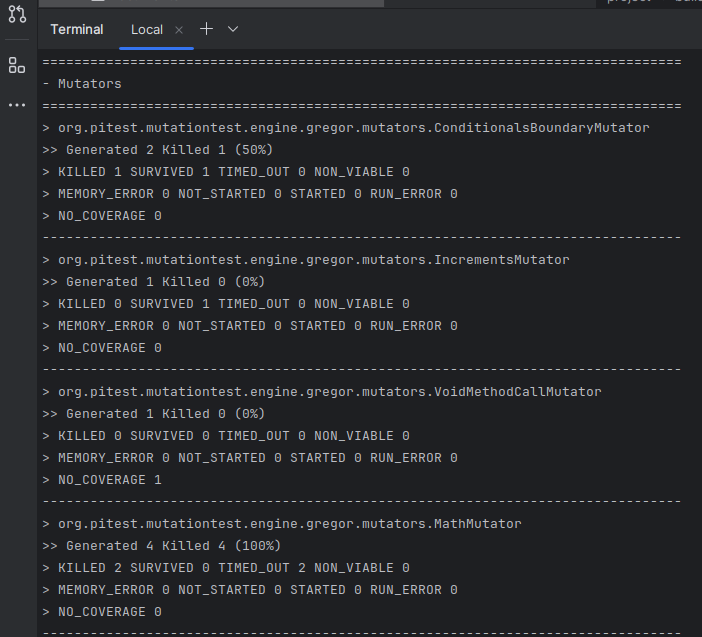 Terminal Local
================================================================================
- Mutators
================================================================================
> org.pitest.mutationtest.engine.gregor.mutators.ConditionalsBoundaryMutator
>> Generated 2 Killed 1 (50%)
> KILLED 1 SURVIVED 1 TIMED_OUT 0 NON_VIABLE 0
> MEMORY_ERROR 0 NOT_STARTED 0 STARTED 0 RUN_ERROR 0
> NO_COVERAGE 0
--------------------------------------------------------------------------------
> org.pitest.mutationtest.engine.gregor.mutators.IncrementsMutator
>> Generated 1 Killed 0 (0%)
> KILLED 0 SURVIVED 1 TIMED_OUT 0 NON_VIABLE 0
> MEMORY_ERROR 0 NOT_STARTED 0 STARTED 0 RUN_ERROR 0
> NO_COVERAGE 0
--------------------------------------------------------------------------------
> org.pitest.mutationtest.engine.gregor.mutators.VoidMethodCallMutator
>> Generated 1 Killed 0 (0%)
> KILLED 0 SURVIVED 0 TIMED_OUT 0 NON_VIABLE 0
> MEMORY_ERROR 0 NOT_STARTED 0 STARTED 0 RUN_ERROR 0
> NO_COVERAGE 1
--------------------------------------------------------------------------------
> org.pitest.mutationtest.engine.gregor.mutators.MathMutator
>> Generated 4 Killed 4 (100%)
> KILLED 2 SURVIVED 0 TIMED_OUT 2 NON_VIABLE 0
> MEMORY_ERROR 0 NOT_STARTED 0 STARTED 0 RUN_ERROR 0
> NO_COVERAGE 0
--------------------------------------------------------------------------------